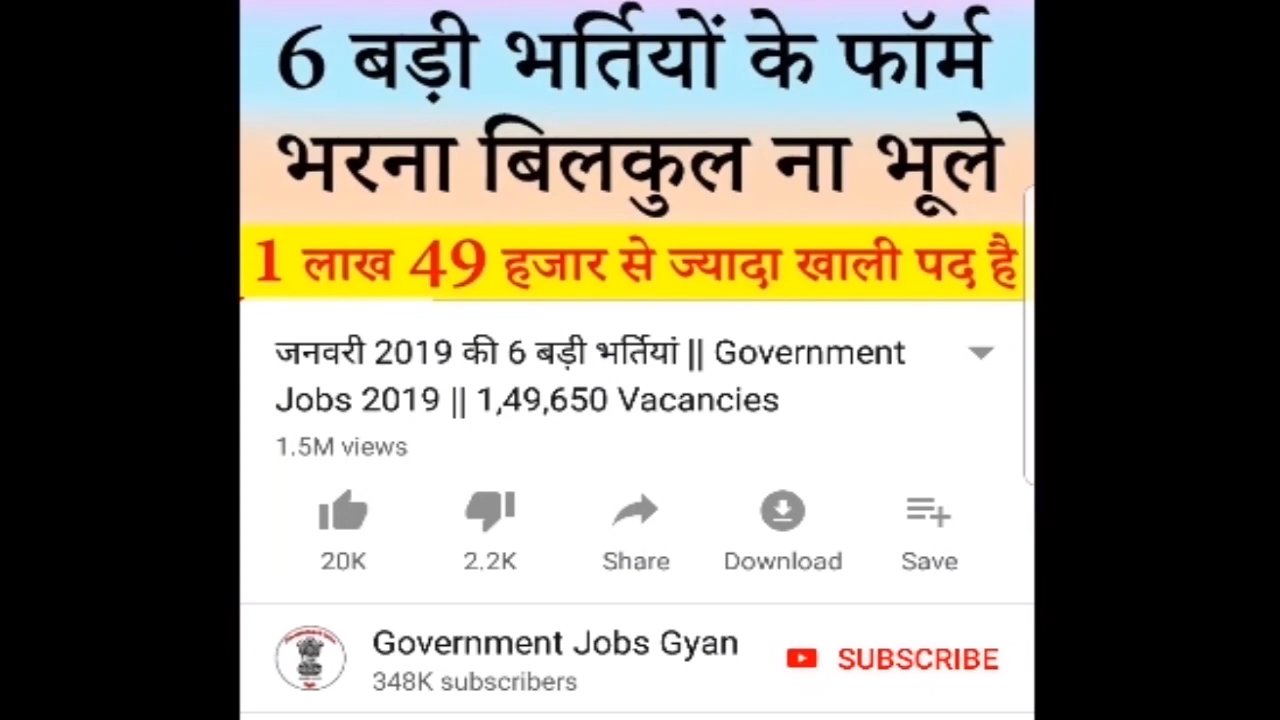 6 बड़ी भर्तियों के फॉर्म
भरना बिलकुल ना भूले
1 लाख 49 हजार से ज्यादा खाली पद है
जनवरी 2019 की 6 बड़ी भर्तियां || Government
Jobs 2019 || 1,49,650 Vacancies
1.5M views
20K 2.2K Share Download Save
Government Jobs Gyan
348K subscribers
SUBSCRIBE